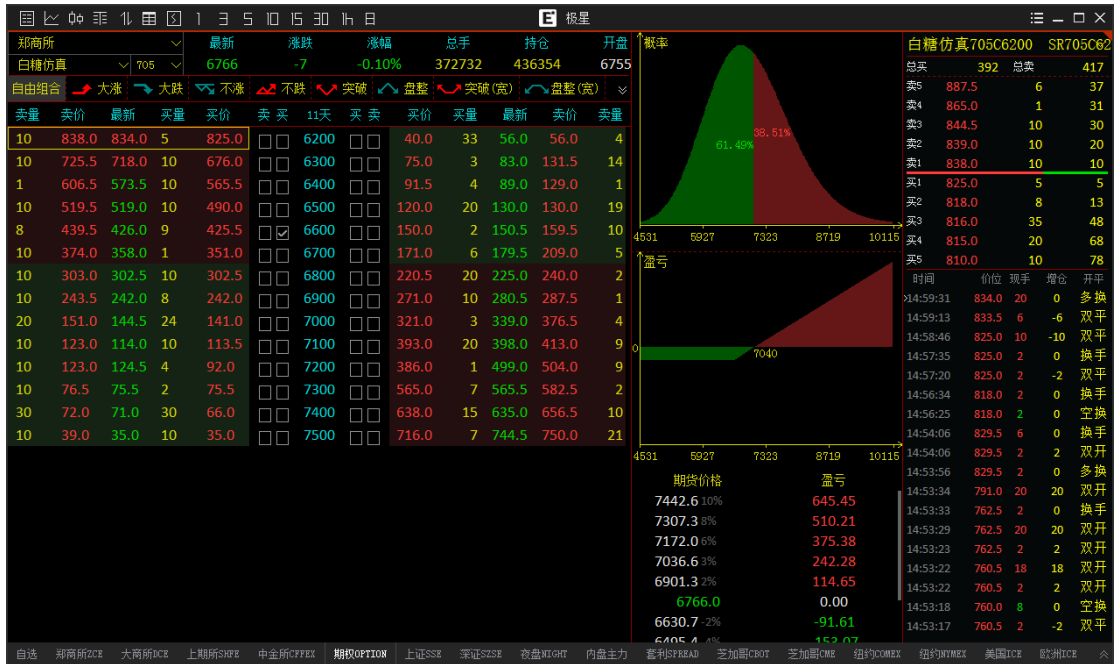 1 3 5 10 15 30 1h 日 极星
郑商所 最新 涨跌 涨幅 总手 持仓 开盘
白糖仿真 705 6766 -7 -0.10% 372732 436354 6755
自由组合 大涨 大跌 不涨 不跌 突破 盘整 突破(宽) 盘整(宽)
卖量 卖价 最新 买量 买价 卖 买 11天 买 卖 买价 买量 最新 卖价 卖量
10 838.0 834.0 5 825.0 6200 40.0 33 56.0 56.0 4
10 725.5 718.0 10 676.0 6300 75.0 3 83.0 131.5 14
1 606.5 573.5 10 565.5 6400 91.5 4 89.0 129.0 1
10 519.5 519.0 10 490.0 6500 120.0 20 130.0 130.0 19
8 439.5 426.0 9 425.5 6600 150.0 2 150.5 159.5 10
10 374.0 358.0 1 351.0 6700 171.0 6 179.5 209.0 5
10 303.0 302.5 10 302.5 6800 220.5 20 225.0 240.0 2
10 243.5 242.0 8 242.0 6900 271.0 10 280.5 287.5 1
20 151.0 144.5 24 141.0 7000 321.0 3 339.0 376.5 4
10 123.0 114.0 10 113.5 7100 393.0 20 398.0 413.0 9
10 123.0 124.5 4 92.0 7200 386.0 1 499.0 504.0 9
10 76.5 75.5 2 75.5 7300 565.0 7 565.5 582.5 2
30 72.0 71.0 30 66.0 7400 638.0 15 635.0 656.5 10
10 39.0 35.0 10 35.0 7500 716.0 7 744.5 750.0 21
概率
38.51%
61.49%
4531 5927 7323 8719 10115
盈亏
0
7040
4531 5927 7323 8719 10115
期货价格 盈亏
7442.6 10% 645.45
7307.3 8% 510.21
7172.0 6% 375.38
7036.6 3% 242.28
6901.3 2% 114.65
6766.0 0.00
6630.7 -2% -91.61
6495.4 -4% -153.07
白糖仿真705C6200 SR705C62
总买 392 总卖 417
卖5 887.5 6 37
卖4 865.0 1 31
卖3 844.5 10 30
卖2 839.0 10 20
卖1 838.0 10 10
买1 825.0 5 5
买2 818.0 8 13
买3 816.0 35 48
买4 815.0 20 68
买5 810.0 10 78
时间 价位 现手 增仓 开平
14:59:31 834.0 20 0 多换
14:59:13 833.5 6 -6 双平
14:58:46 825.0 10 -10 双平
14:57:35 825.0 2 0 换手
14:57:20 825.0 2 -2 双平
14:56:34 818.0 2 0 换手
14:56:25 818.0 2 0 空换
14:54:06 829.5 6 0 换手
14:54:06 829.5 2 2 双开
14:53:56 829.5 2 0 多换
14:53:34 791.0 20 20 双开
14:53:33 762.5 2 0 换手
14:53:29 762.5 20 20 双开
14:53:23 762.5 2 2 双开
14:53:22 760.5 18 18 双开
14:53:22 760.5 2 2 双开
14:53:18 760.0 8 0 空换
14:53:17 760.5 2 -2 双平
自选 郑商所ZCE 大商所DCE 上期所SHFE 中金所CFFEX 期权OPTION 上证SSE 深证SZSE 夜盘NIGHT 内盘主力 套利SPREAD 芝加哥CBOT 芝加哥CME 纽约COMEX 纽约NYMEX 美国ICE 欧洲ICE